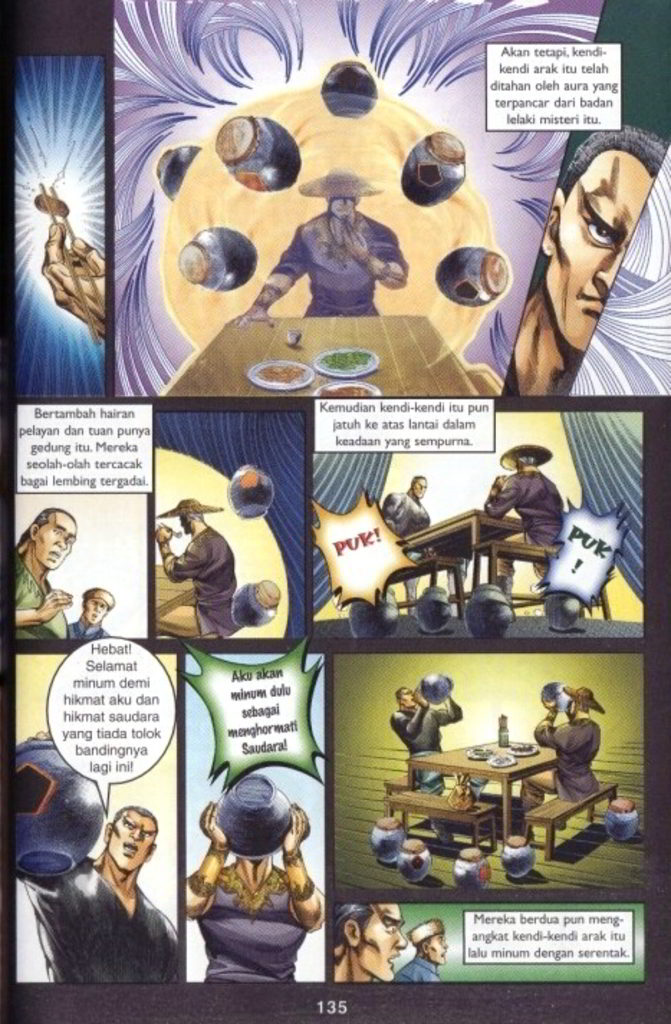 Akan tetapi, kendi-
kendi arak itu telah
ditahan oleh aura yang
terpancar dari badan
lelaki misteri itu.
Bertambah hairan
pelayan dan tuan punya
gedung itu. Mereka
seolah-olah tercacak
bagai lembing tergadai.
Kemudian kendi-kendi itu pun
jatuh ke atas lantai dalam
keadaan yang sempurna.
PUK!
PUK
!
Hebat!
Selamat
minum demi
hikmat aku dan
hikmat saudara
yang tiada tolok
bandingnya
lagi ini!
Aku akan
minum dulu
sebagai
menghormati
Saudara!
Mereka berdua pun meng-
angkat kendi-kendi arak itu
lalu minum dengan serentak.
135